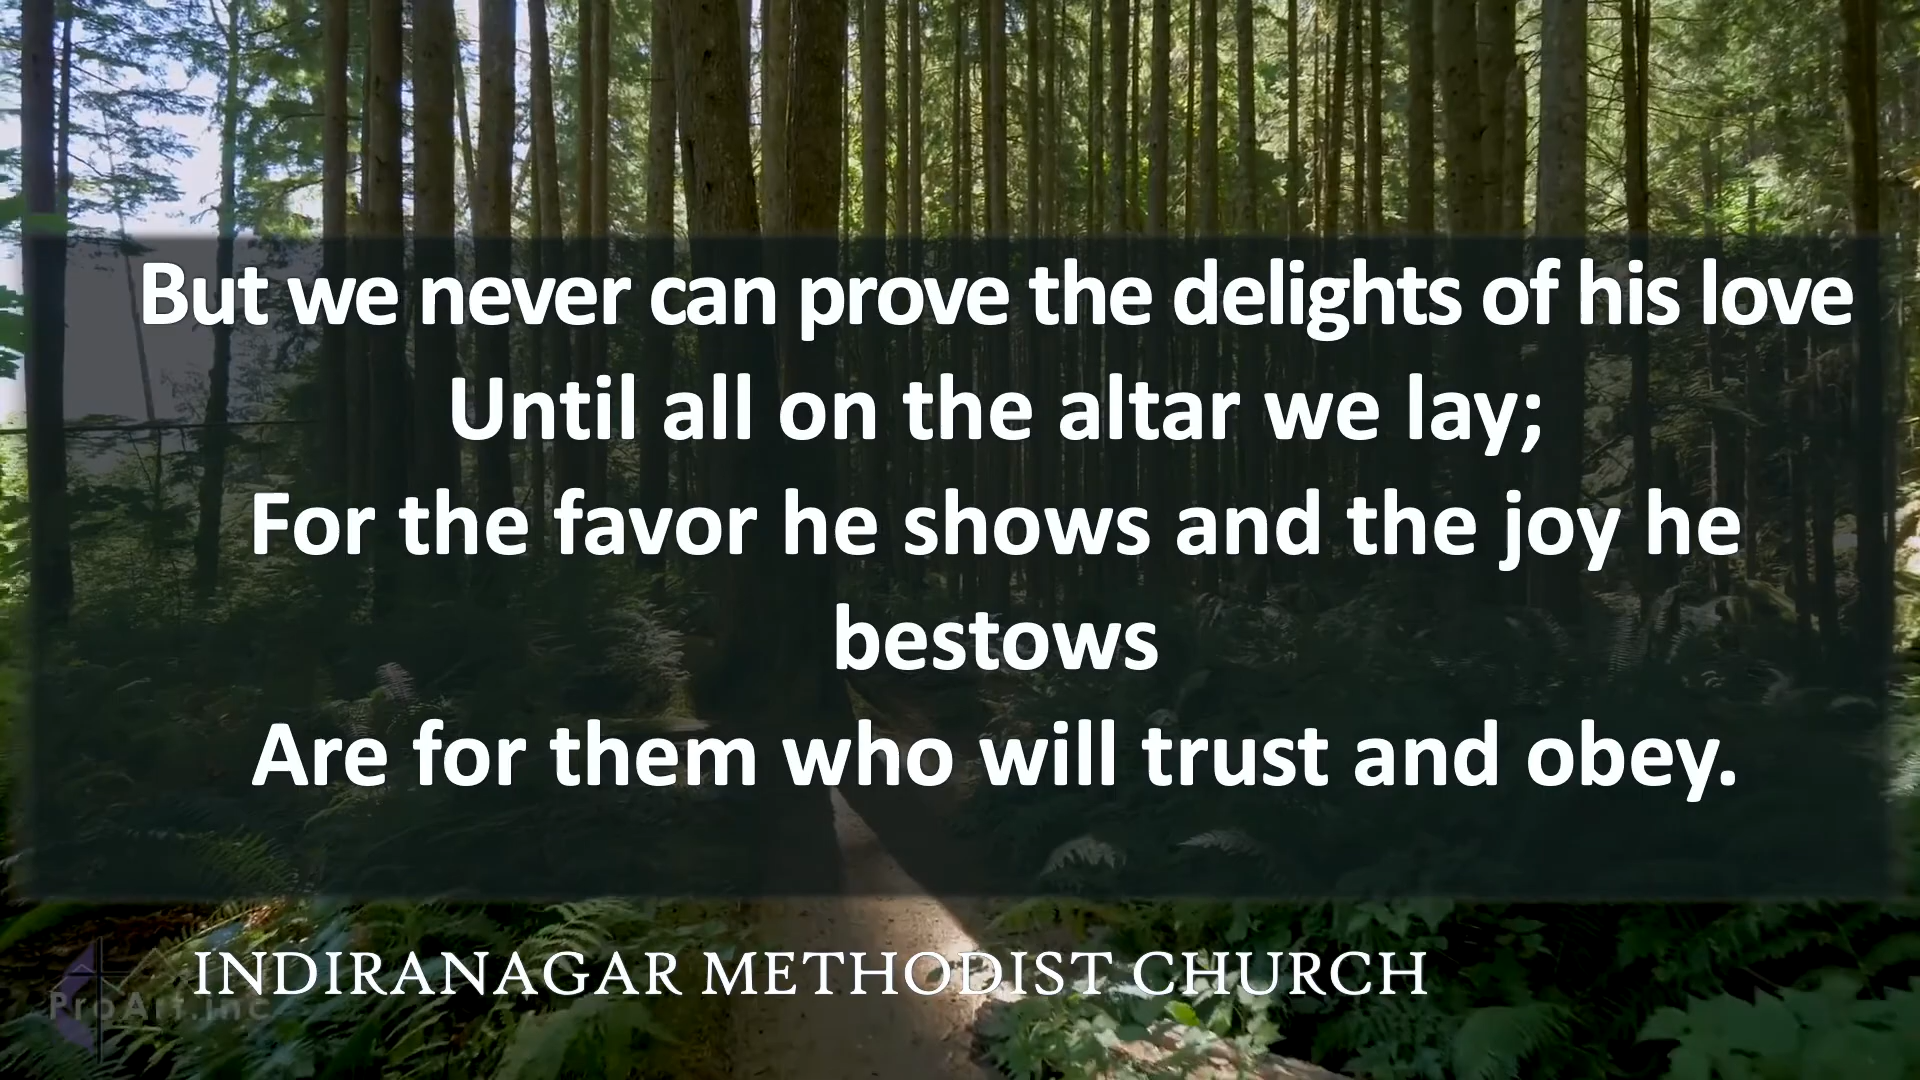 But we never can prove the delights of his love
Until all on the altar we lay;
For the favor he shows and the joy he
bestows
Are for them who will trust and obey.
INDIRANAGAR METHODIST CHURCH
ProArt.inc